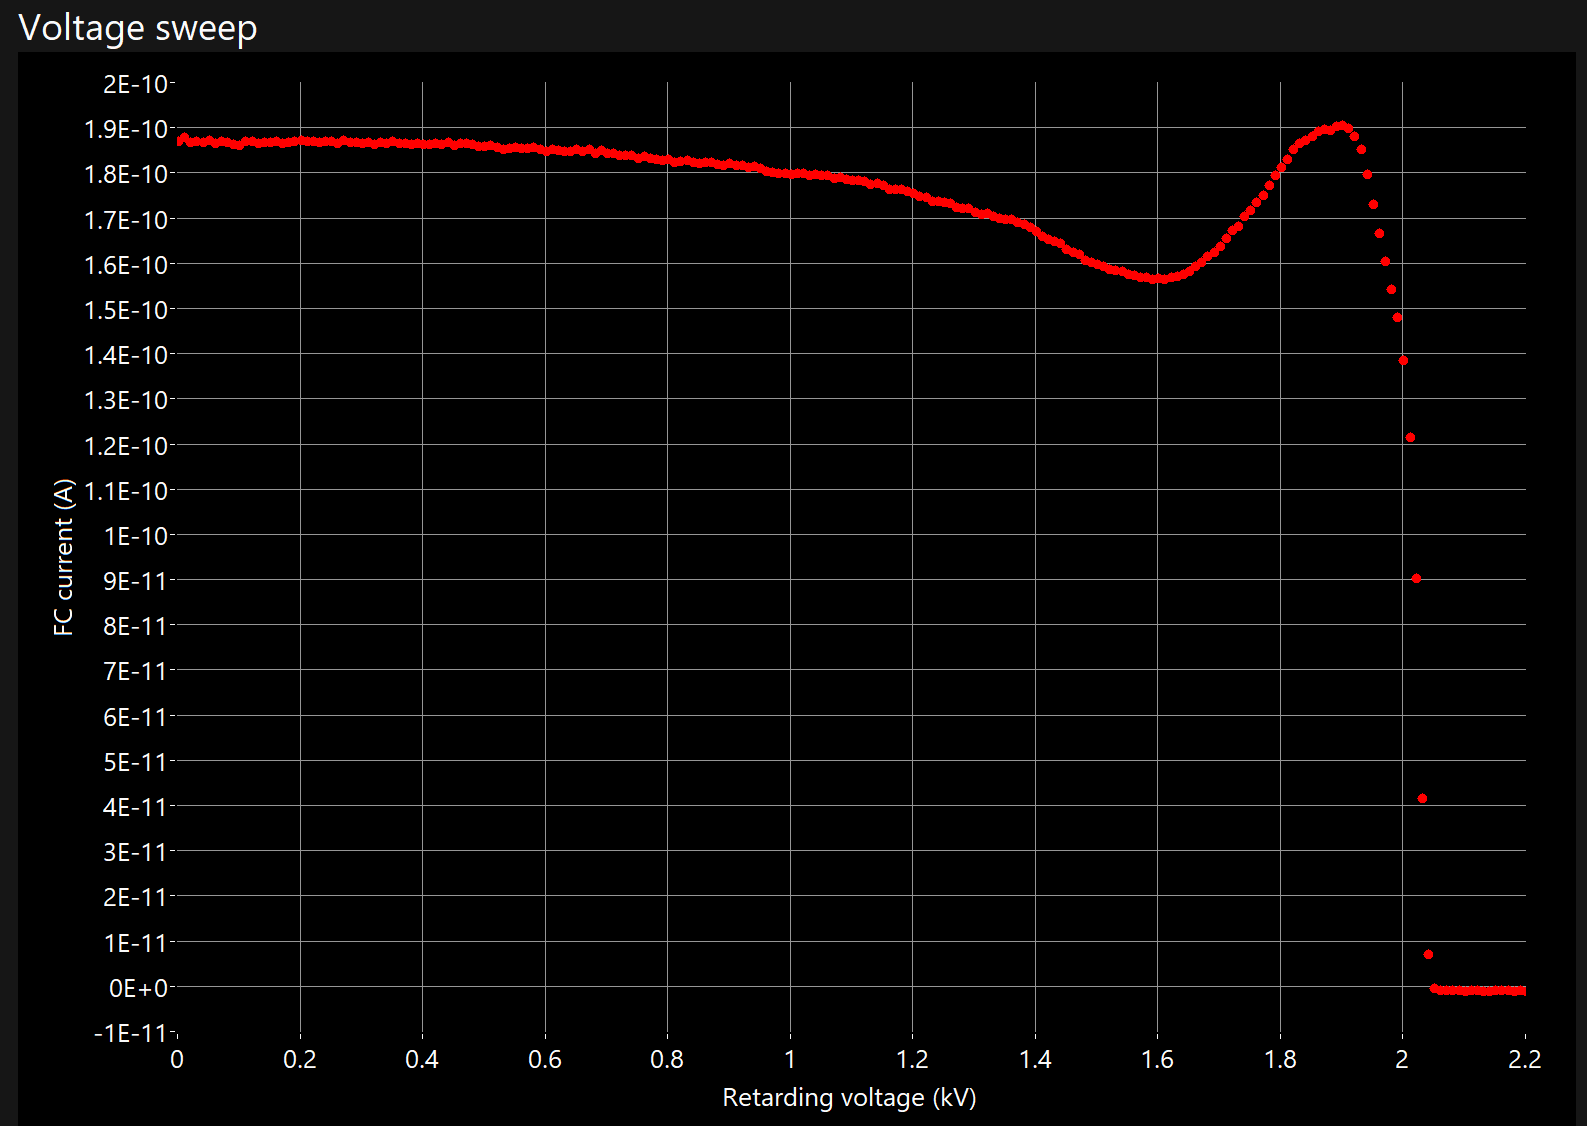 Voltage sweep
2E-10
1.9E-10
1.8E-10
1.7E-10
1.6E-10
1.5E-10
1.4E-10
1.3E-10
1.2E-10
1.1E-10
1E-10
9E-11
8E-11
7E-11
6E-11
5E-11
4E-11
3E-11
2E-11
1E-11
0E+0
-1E-11
FC current (A)
0 0.2 0.4 0.6 0.8 1 1.2 1.4 1.6 1.8 2 2.2
Retarding voltage (kV)